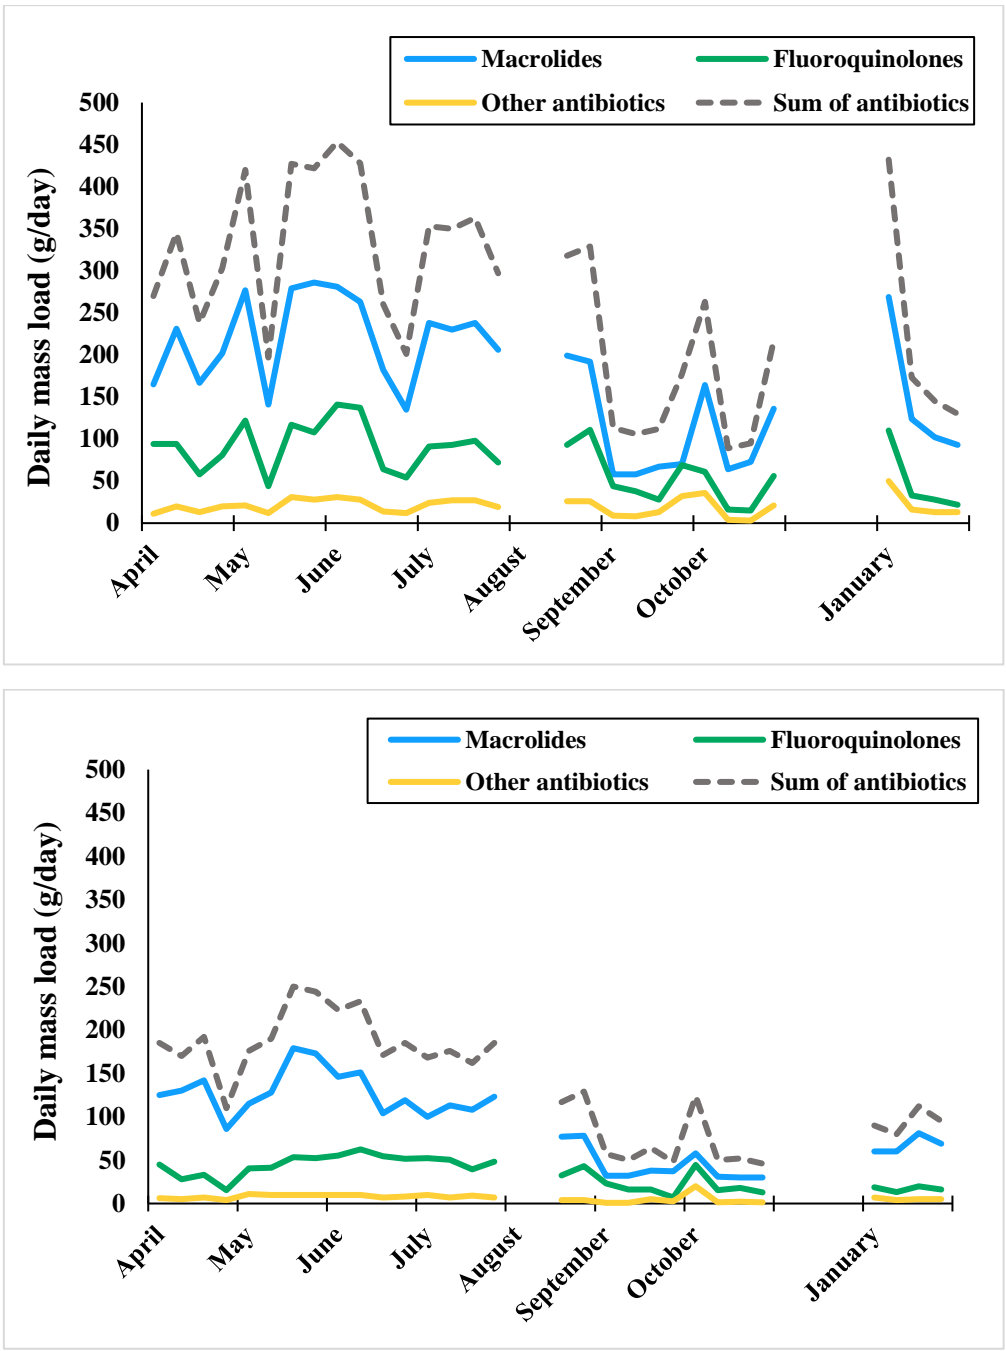 Macrolides Fluoroquinolones
Other antibiotics Sum of antibiotics
Daily mass load (g/day)
500
450
400
350
300
250
200
150
100
50
0
April May June July August September October January
Macrolides Fluoroquinolones
Other antibiotics Sum of antibiotics
Daily mass load (g/day)
500
450
400
350
300
250
200
150
100
50
0
April May June July August September October January